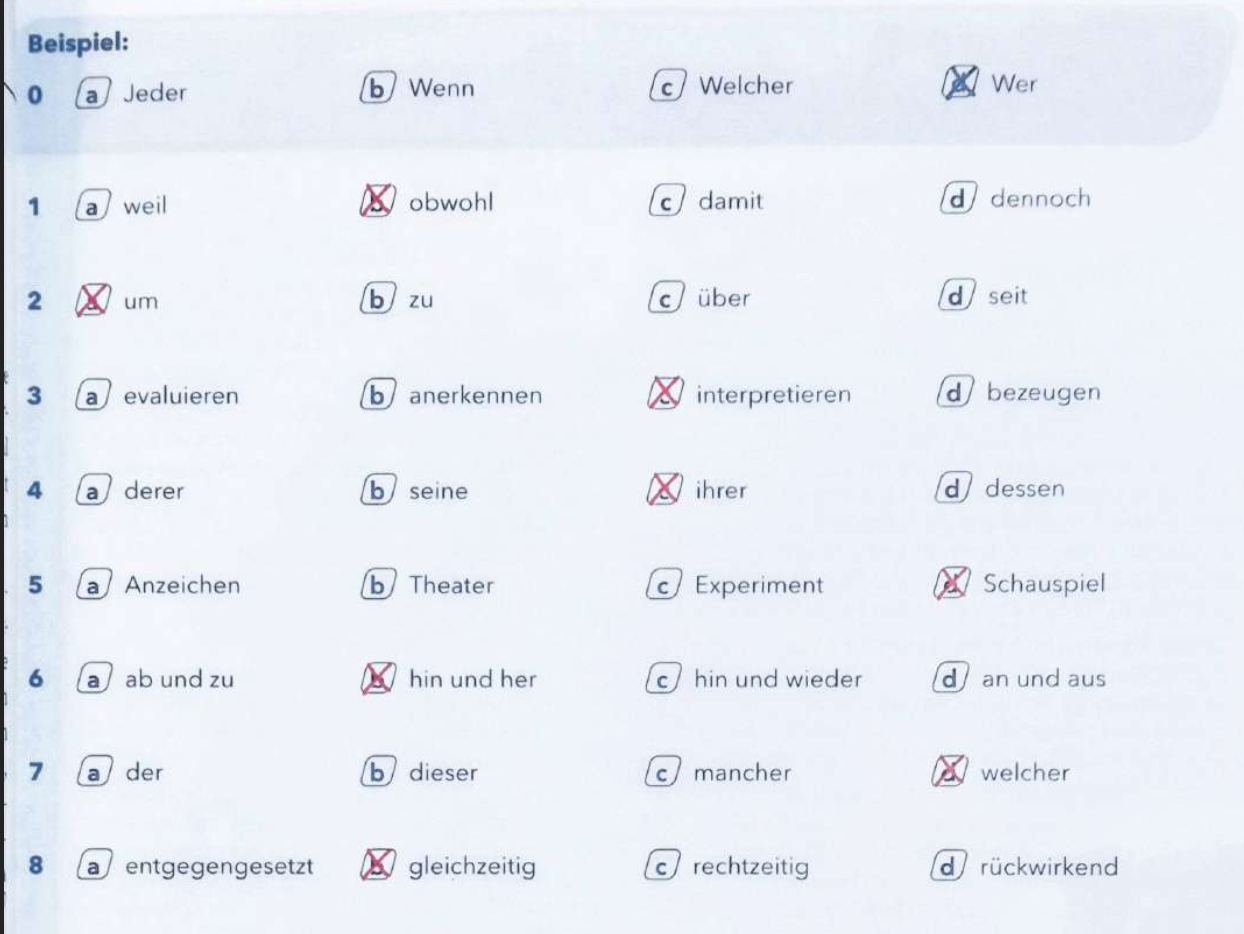 Beispiel:
0 a Jeder b Wenn c Welcher Wer
1 a weil obwohl c damit d dennoch
2 um b zu c über d seit
3 a evaluieren b anerkennen interpretieren d bezeugen
4 a derer b seine ihrer d dessen
5 a Anzeichen b Theater c Experiment Schauspiel
6 a ab und zu hin und her c hin und wieder d an und aus
7 a der b dieser c mancher welcher
8 a entgegengesetzt gleichzeitig c rechtzeitig d rückwirkend